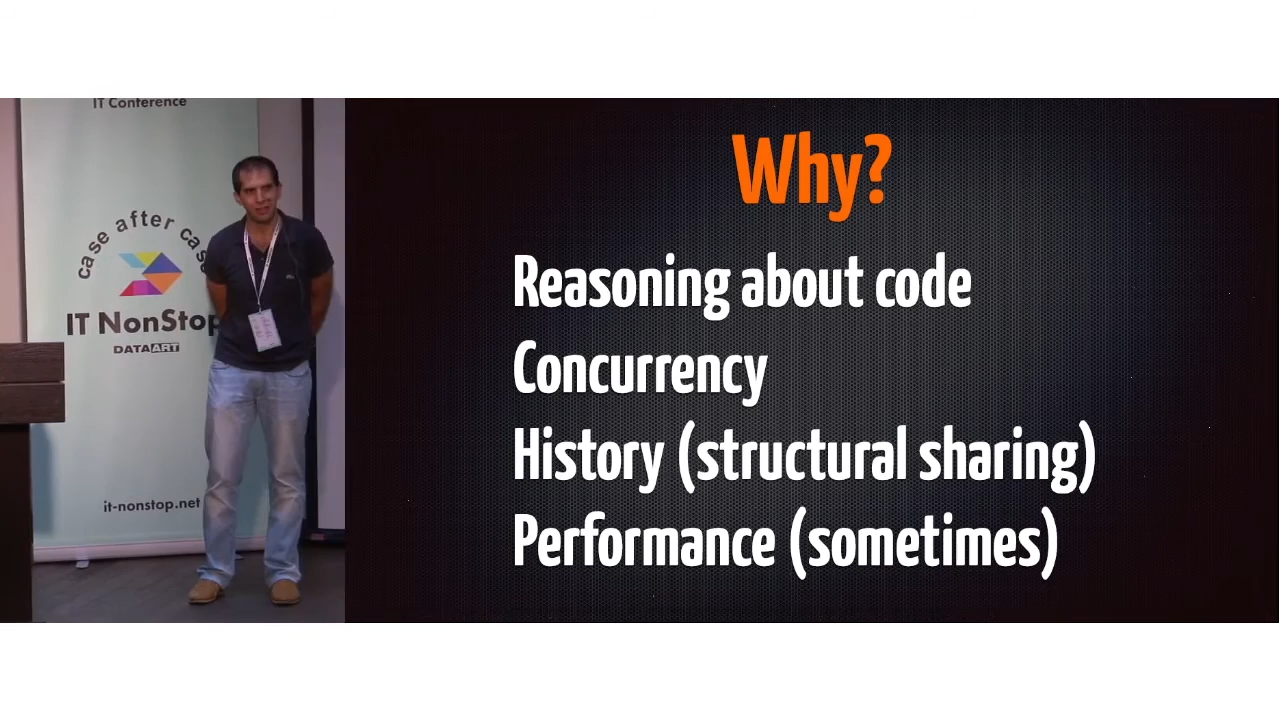 IT Conference
case after case
IT NonStop
DATAART
it-nonstop.net
Why?
Reasoning about code
Concurrency
History (structural sharing)
Performance (sometimes)